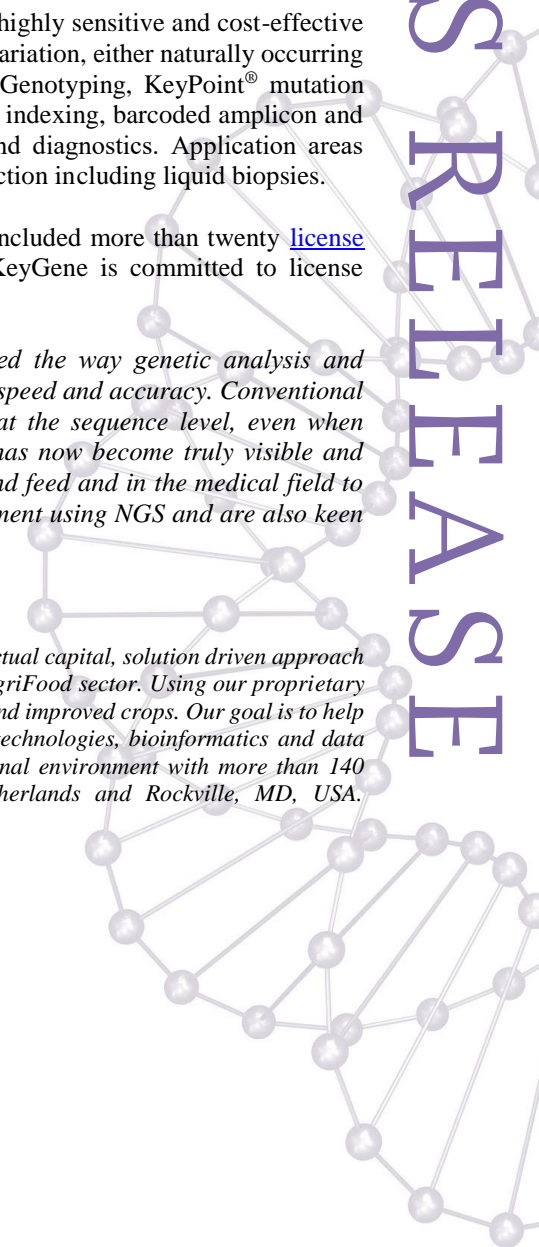 highly sensitive and cost-effective
ariation, either naturally occurring
Genotyping, KeyPoint® mutation
indexing, barcoded amplicon and
nd diagnostics. Application areas
ction including liquid biopsies.
ncluded more than twenty license
KeyGene is committed to license
ed the way genetic analysis and
speed and accuracy. Conventional
at the sequence level, even when
has now become truly visible and
nd feed and in the medical field to
ment using NGS and are also keen
ctual capital, solution driven approach
griFood sector. Using our proprietary
nd improved crops. Our goal is to help
technologies, bioinformatics and data
nal environment with more than 140
herlands and Rockville, MD, USA.
S RELEASE